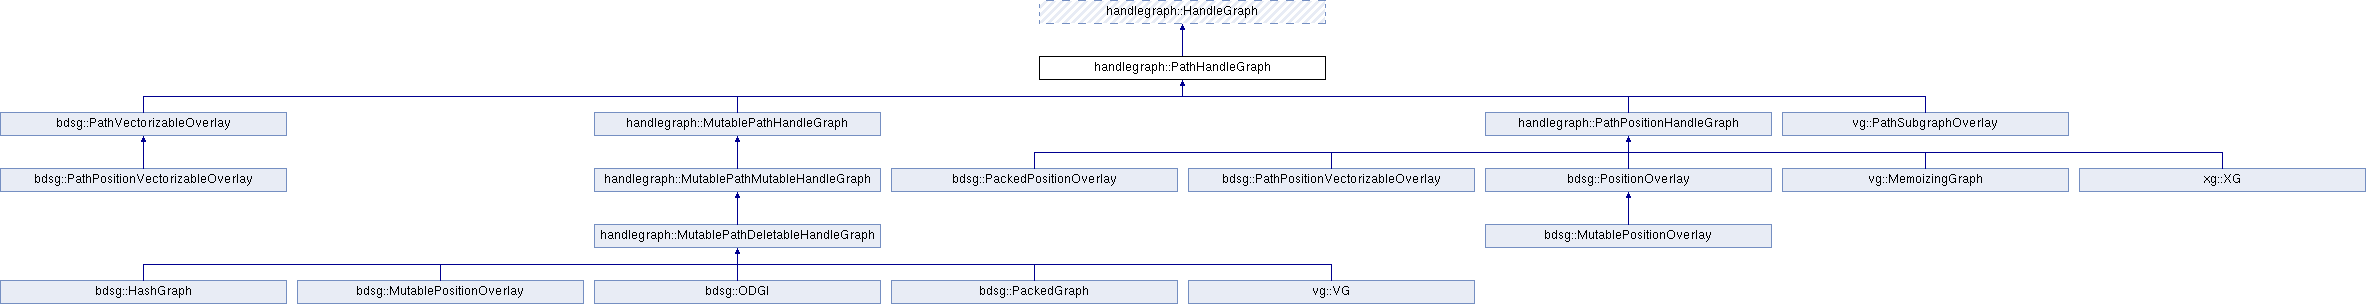 handlegraph::HandleGraph
handlegraph::PathHandleGraph
bdsg::PathVectorizableOverlay
handlegraph::MutablePathHandleGraph
handlegraph::PathPositionHandleGraph
vg::PathSubgraphOverlay
bdsg::PathPositionVectorizableOverlay
handlegraph::MutablePathMutableHandleGraph
bdsg::PackedPositionOverlay
bdsg::PathPositionVectorizableOverlay
bdsg::PositionOverlay
vg::MemoizingGraph
xg::XG
handlegraph::MutablePathDeletableHandleGraph
bdsg::MutablePositionOverlay
bdsg::HashGraph
bdsg::MutablePositionOverlay
bdsg::ODGI
bdsg::PackedGraph
vg::VG